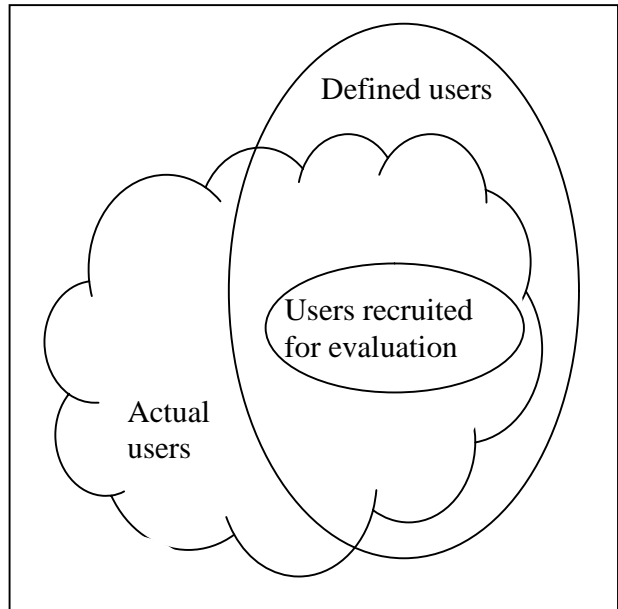 Defined users
Users recruited
for evaluation
Actual
users